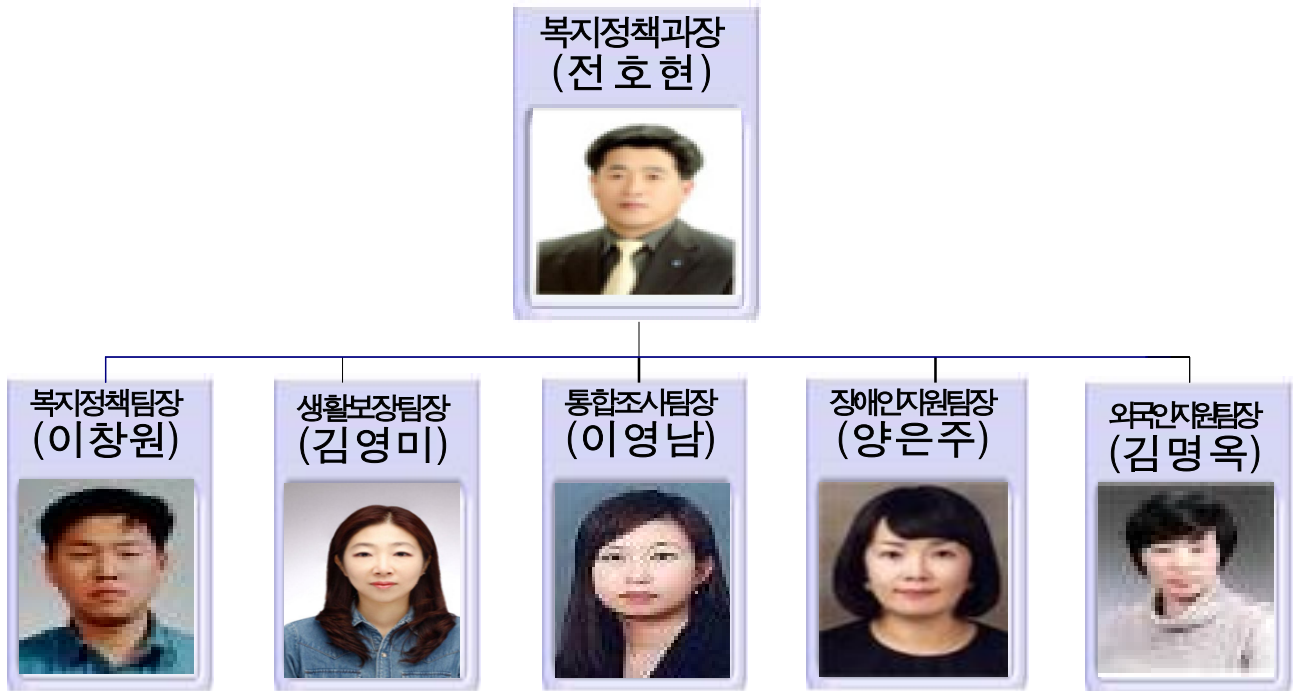 복지정책과장
(전호현)
복지정책팀장
(이창원)
생활보장팀장
(김영미)
통합조사팀장
(이영남)
장애인지원팀장
(양은주)
외국인지원팀장
(김명옥)